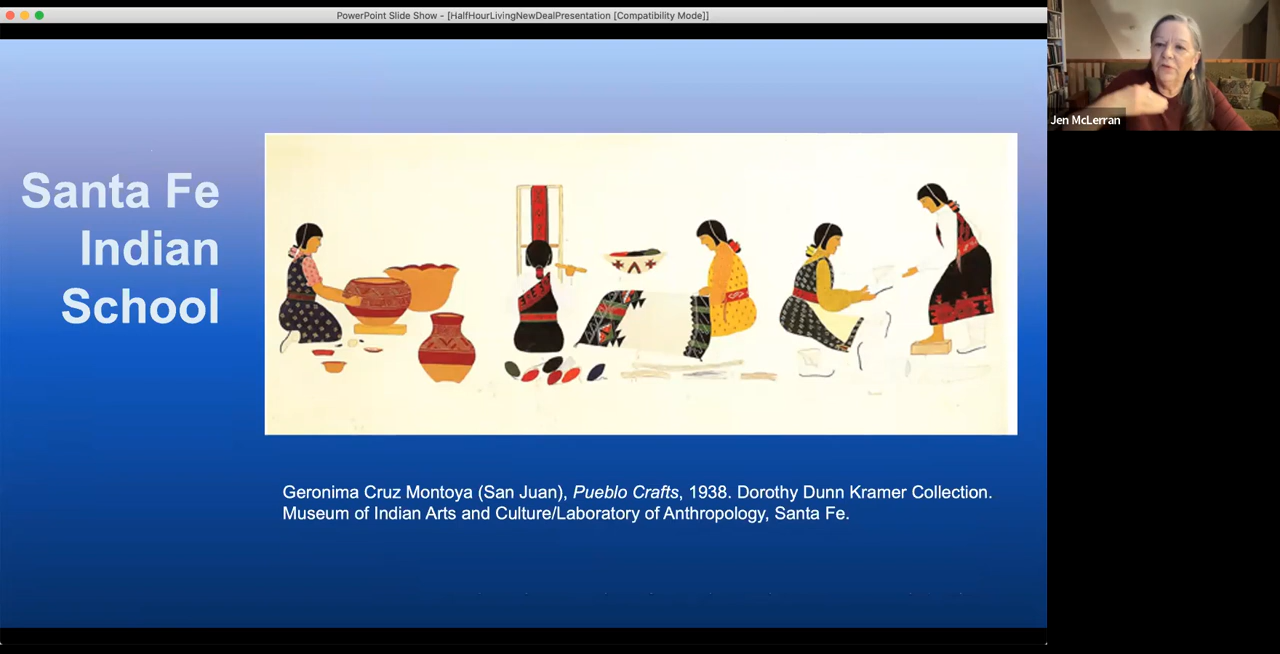 PowerPoint Slide Show - [HalfHourLivingNewDealPresentation [Compatibility Mode]]
Jen McLerran
Santa Fe
Indian
School
Geronima Cruz Montoya (San Juan), Pueblo Crafts, 1938. Dorothy Dunn Kramer Collection.
Museum of Indian Arts and Culture/Laboratory of Anthropology, Santa Fe.